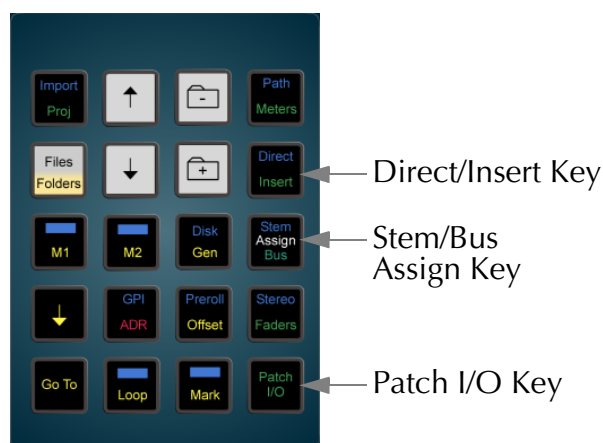 Import
Proj
↑
-
Path
Meters
Files
Folders
↓
+
Direct
Insert
Direct/Insert Key
M1
M2
Disk
Gen
Stem
Assign
Bus
Stem/Bus
Assign Key
↓
GPI
ADR
Preroll
Offset
Stereo
Faders
Go To
Loop
Mark
Patch
I/O
Patch I/O Key